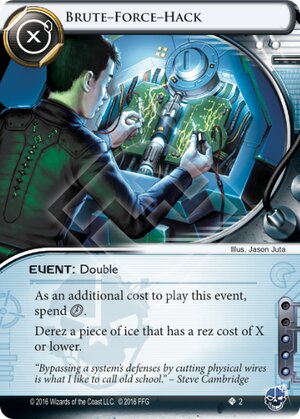 Brute–Force–Hack
X
Illus. Jason Juta
EVENT: Double
As an additional cost to play this event,
spend .
Derez a piece of ice that has a rez cost of X
or lower.
“Bypassing a system’s defenses by cutting physical wires
is what I like to call old school.” – Steve Cambridge
© 2016 Wizards of the Coast LLC. © 2016 FFG
2